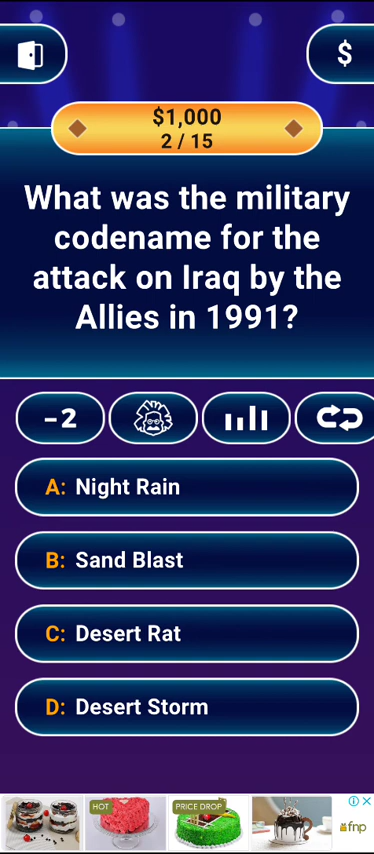 $
$1,000
2 / 15
What was the military
codename for the
attack on Iraq by the
Allies in 1991?
-2
A: Night Rain
B: Sand Blast
C: Desert Rat
D: Desert Storm
HOT
PRICE DROP
fnp